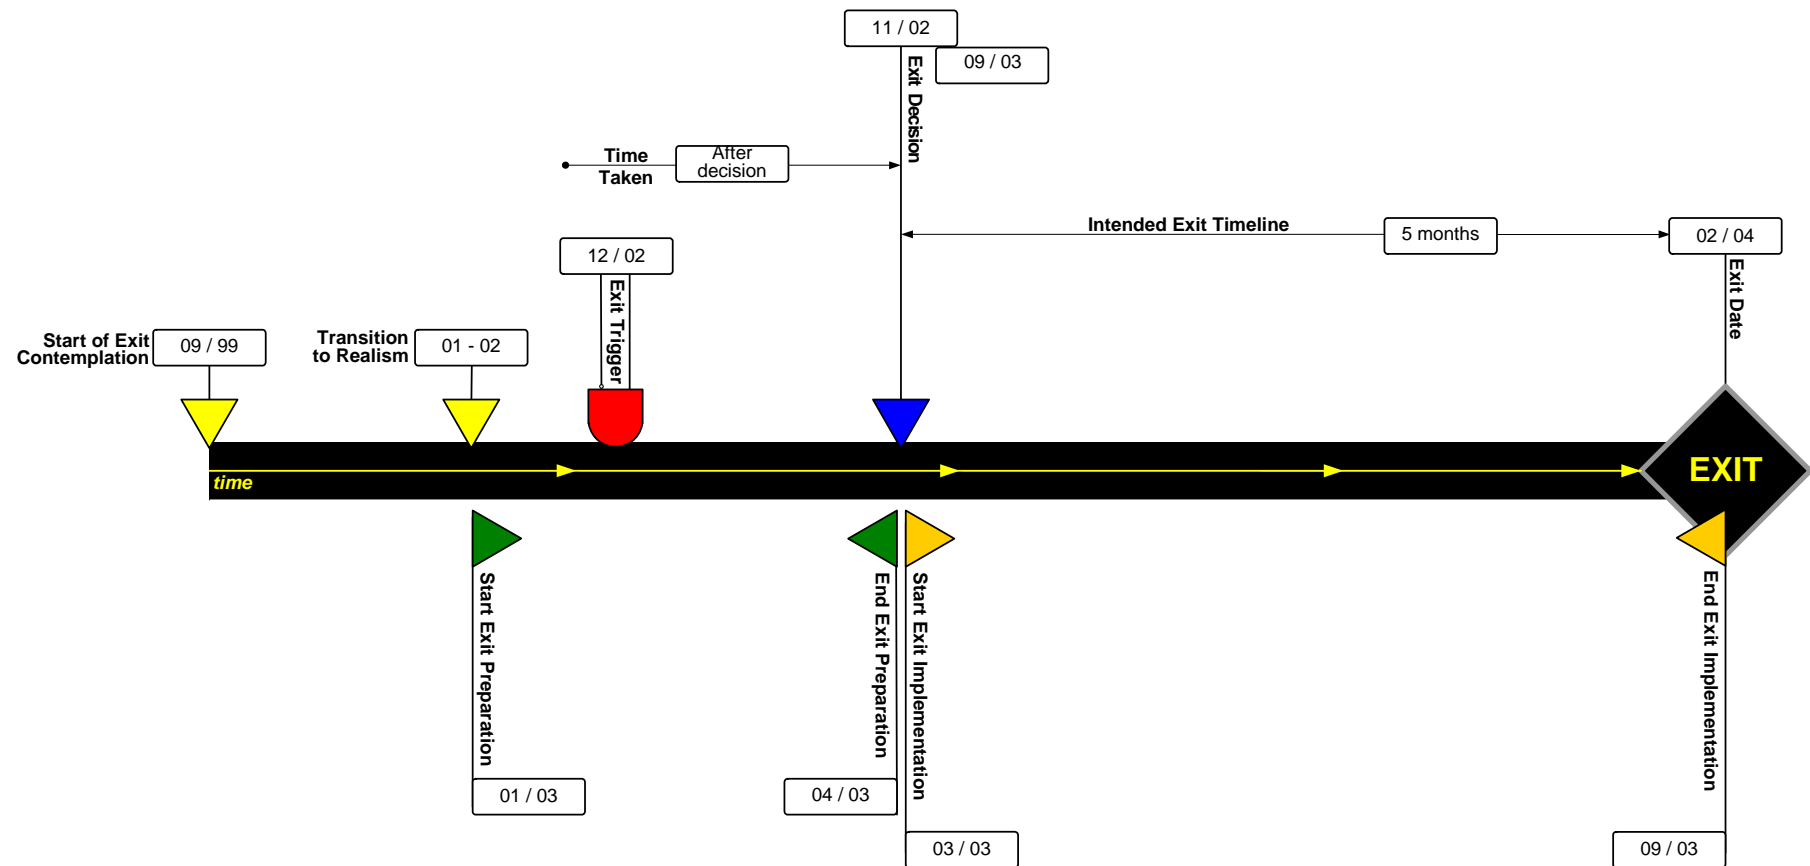 11 / 02
09 / 03
Exit Decision
Time
Taken
After
decision
Intended Exit Timeline
5 months
02 / 04
Exit Date
12 / 02
Exit Trigger
Start of Exit
Contemplation
09 / 99
Transition
to Realism
01 - 02
time
EXIT
Start Exit Preparation
End Exit Preparation
Start Exit Implementation
End Exit Implementation
01 / 03
04 / 03
03 / 03
09 / 03